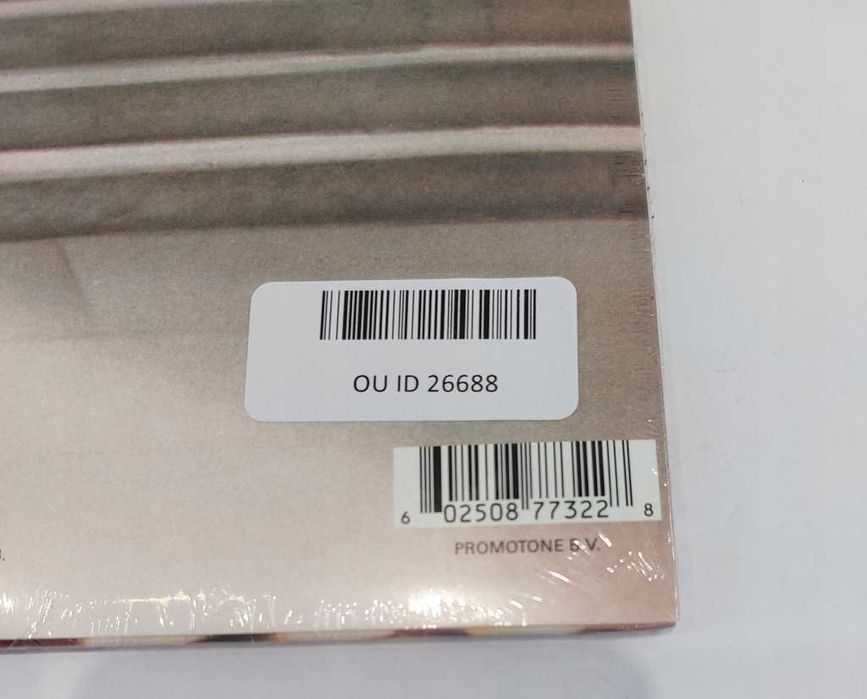 OU ID 26688
6 02508 77322 8
PROMOTONE B.V.